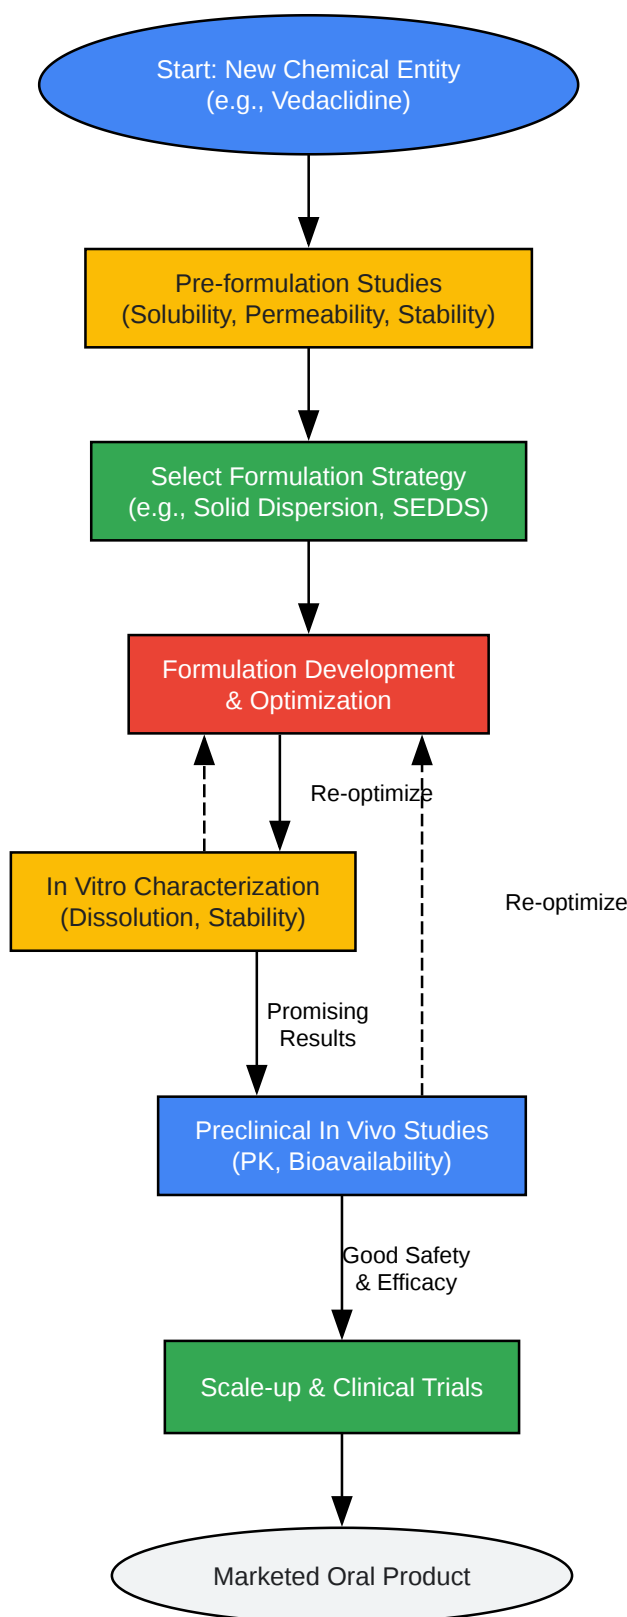 Start: New Chemical Entity
(e.g., Vedaclidine)
Pre-formulation Studies
(Solubility, Permeability, Stability)
Select Formulation Strategy
(e.g., Solid Dispersion, SEDDS)
Formulation Development
& Optimization
Re-optimize
In Vitro Characterization
(Dissolution, Stability)
Re-optimize
Promising
Results
Preclinical In Vivo Studies
(PK, Bioavailability)
Good Safety
& Efficacy
Scale-up & Clinical Trials
Marketed Oral Product